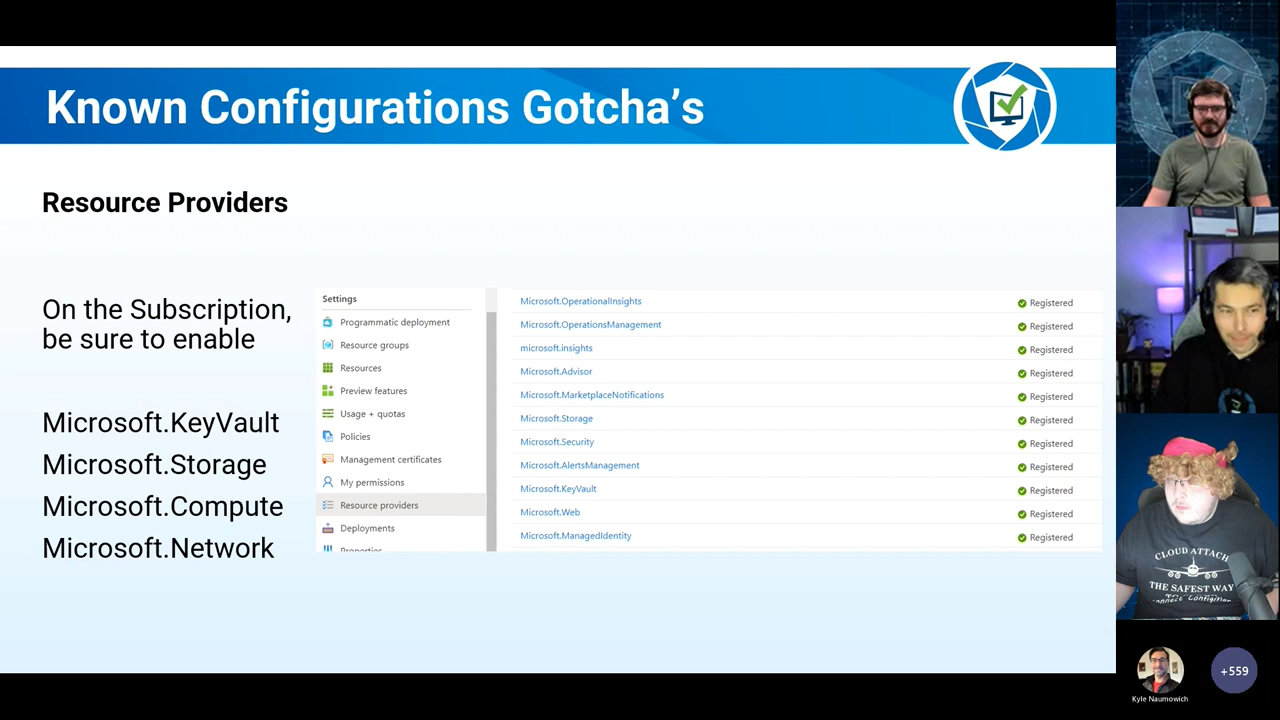 Known Configurations Gotcha’s
Resource Providers
On the Subscription,
be sure to enable
Microsoft.KeyVault
Microsoft.Storage
Microsoft.Compute
Microsoft.Network
Settings
Programmatic deployment
Resource groups
Resources
Preview features
Usage + quotas
Policies
Management certificates
My permissions
Resource providers
Deployments
Properties
Microsoft.OperationalInsights Registered
Microsoft.OperationsManagement Registered
microsoft.insights Registered
Microsoft.Advisor Registered
Microsoft.MarketplaceNotifications Registered
Microsoft.Storage Registered
Microsoft.Security Registered
Microsoft.AlertsManagement Registered
Microsoft.KeyVault Registered
Microsoft.Web Registered
Microsoft.ManagedIdentity Registered
CLOUD ATTACH
THE SAFEST WAY
Kyle Naumowich
+559